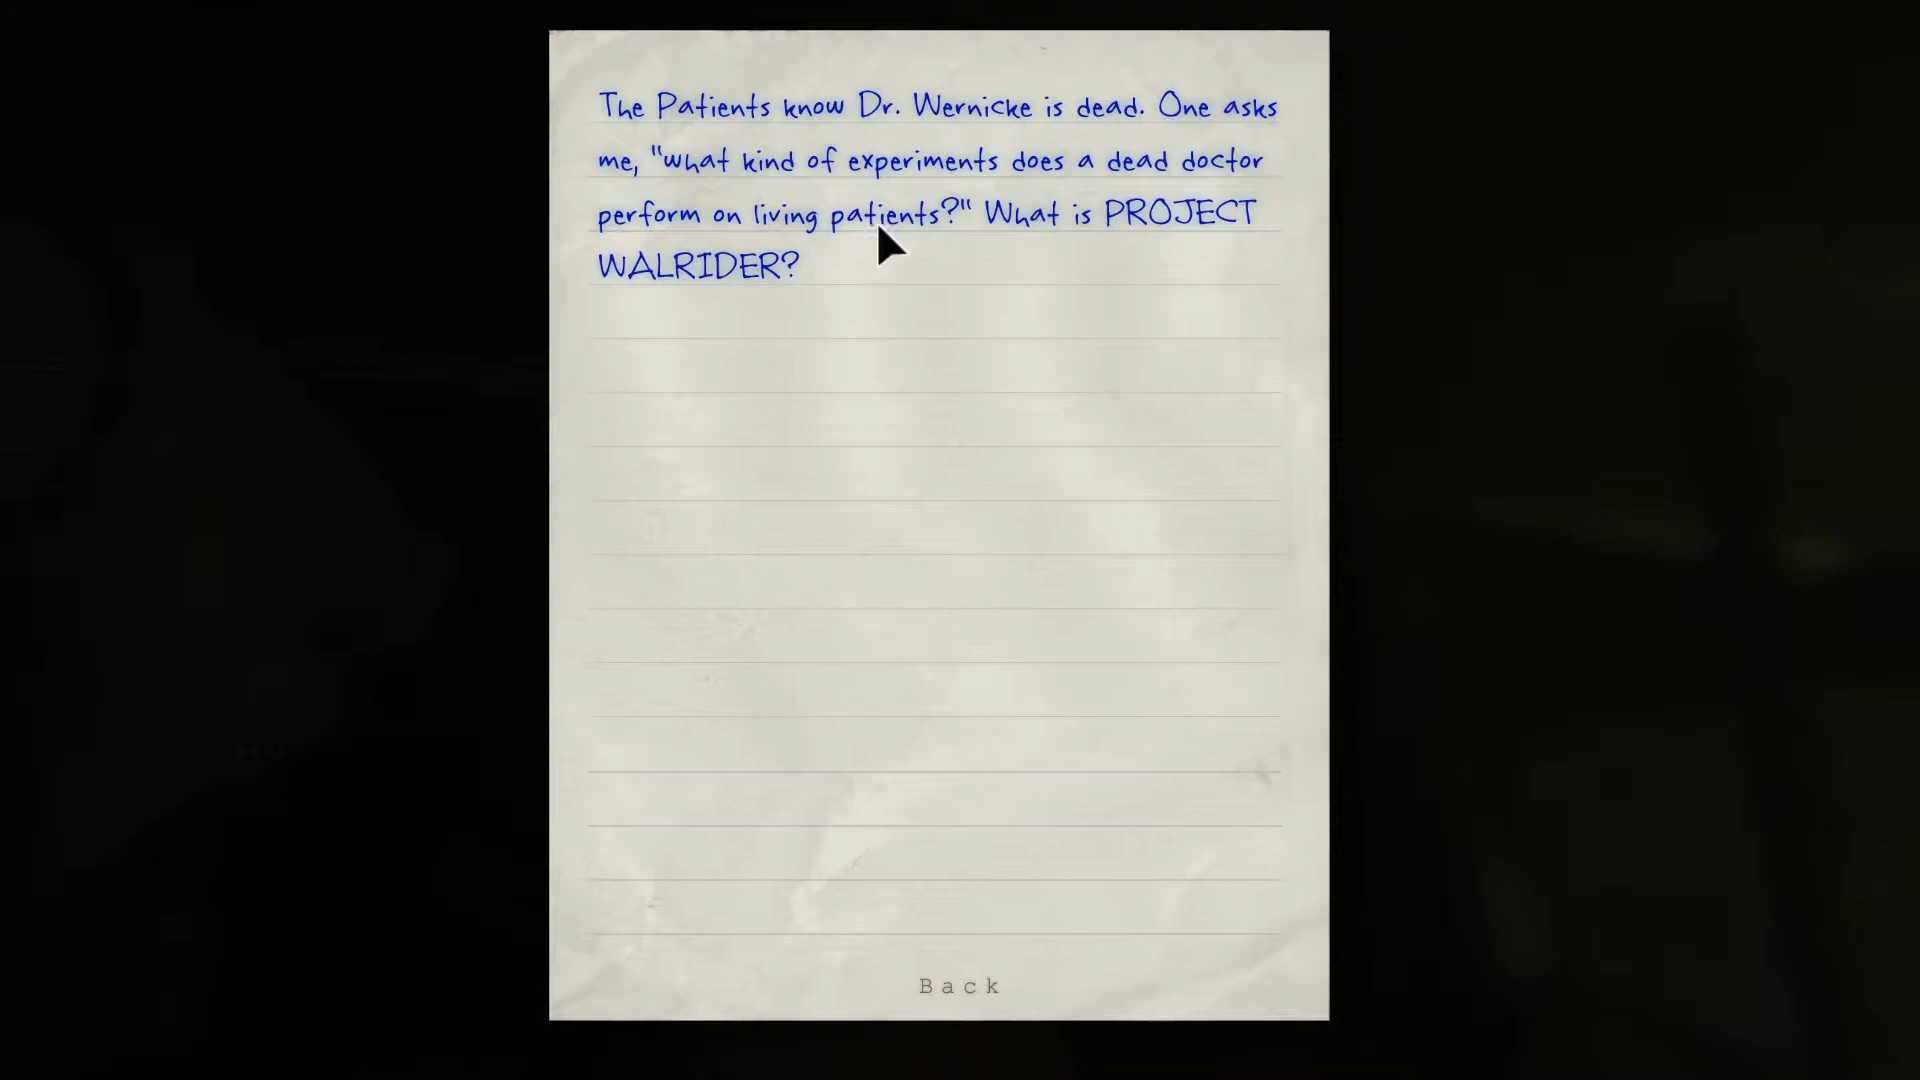 The Patients know Dr. Wernicke is dead. One asks
me, "what kind of experiments does a dead doctor
perform on living patients?" What is PROJECT
WALRIDER?
Back